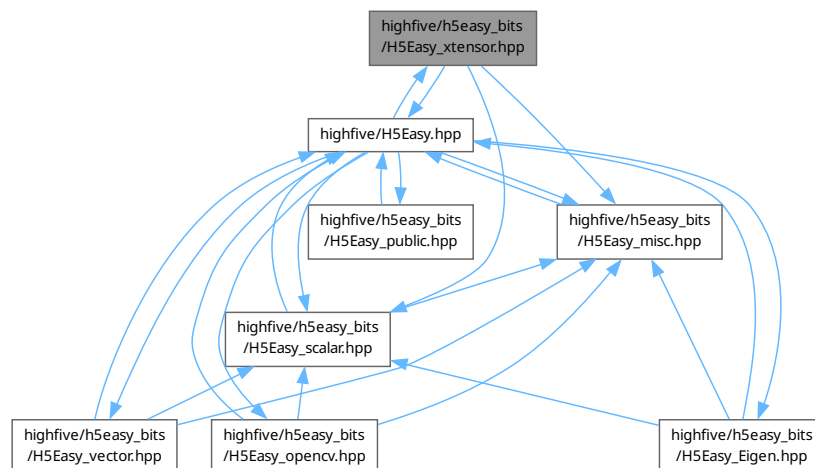 highfive/h5easy_bits
/H5Easy_xtensor.hpp
highfive/H5Easy.hpp
highfive/h5easy_bits
/H5Easy_public.hpp
highfive/h5easy_bits
/H5Easy_misc.hpp
highfive/h5easy_bits
/H5Easy_scalar.hpp
highfive/h5easy_bits
/H5Easy_vector.hpp
highfive/h5easy_bits
/H5Easy_opencv.hpp
highfive/h5easy_bits
/H5Easy_Eigen.hpp